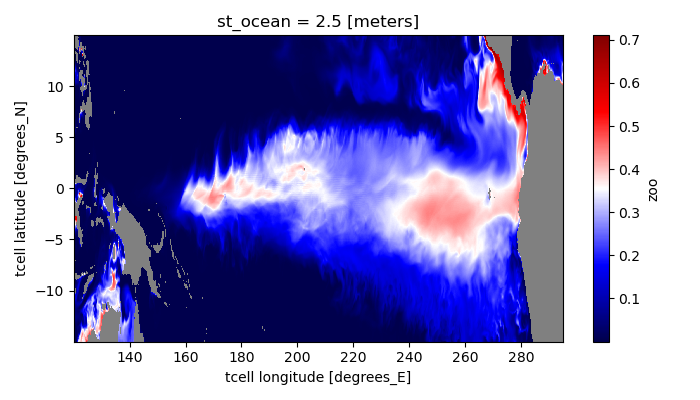 st_ocean = 2.5 [meters]
10
5
0
−5
−10
tcell latitude [degrees_N]
140 160 180 200 220 240 260 280
tcell longitude [degrees_E]
0.7
0.6
0.5
0.4
0.3
0.2
0.1
zoo